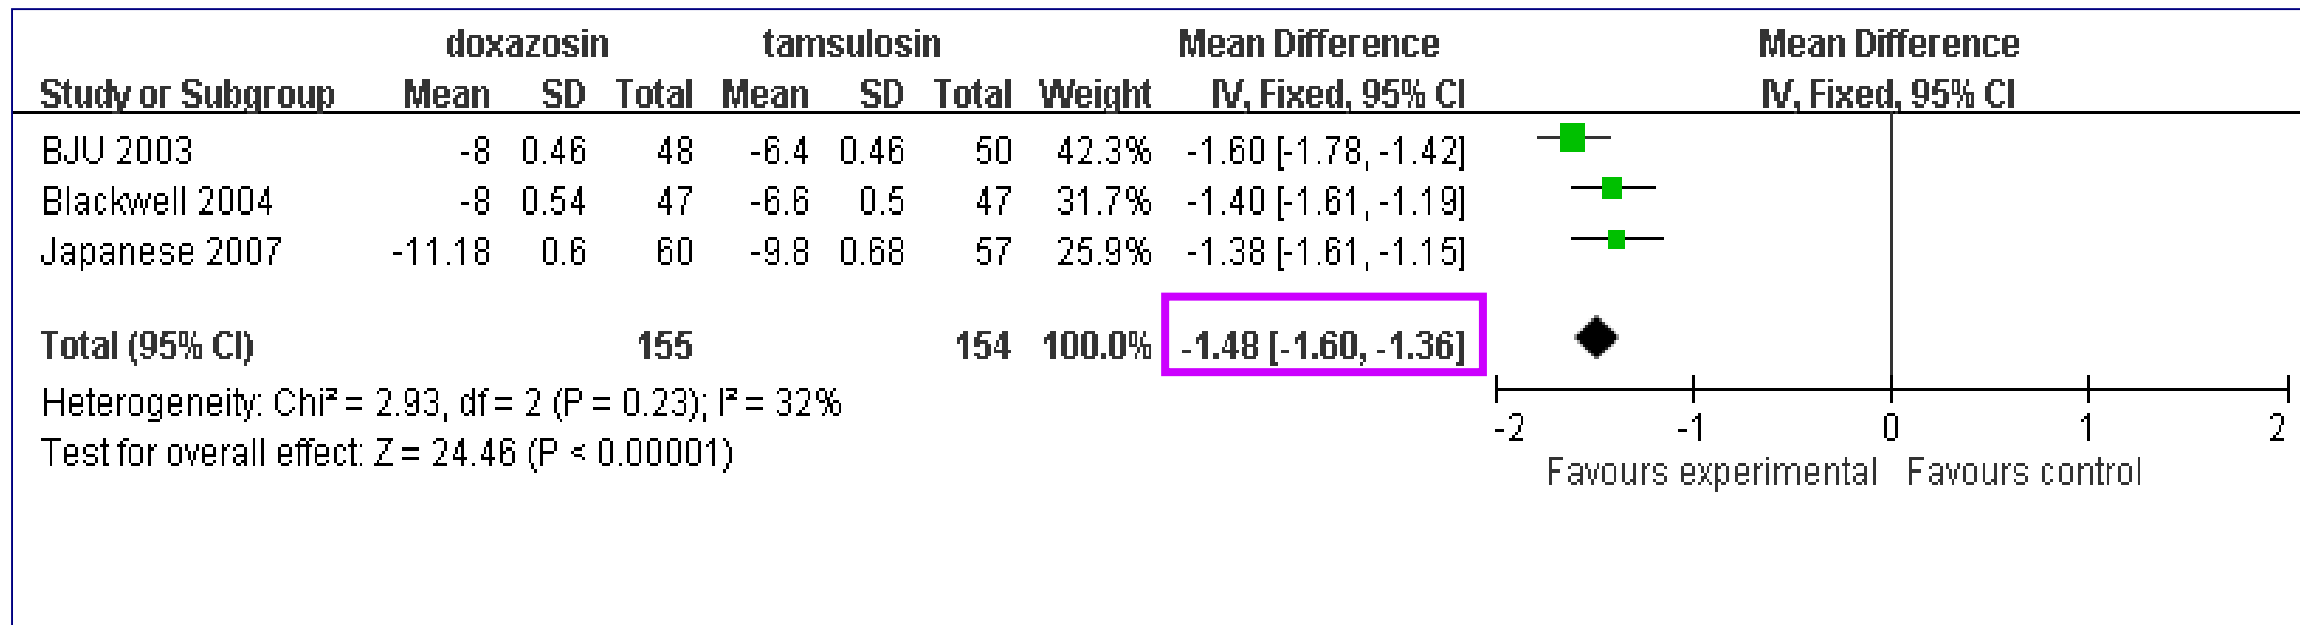 doxazosin tamsulosin Mean Difference Mean Difference
Study or Subgroup Mean SD Total Mean SD Total Weight IV, Fixed, 95% CI IV, Fixed, 95% CI
BJU 2003 -8 0.46 48 -6.4 0.46 50 42.3% -1.60 [-1.78, -1.42]
Blackwell 2004 -8 0.54 47 -6.6 0.5 47 31.7% -1.40 [-1.61, -1.19]
Japanese 2007 -11.18 0.6 60 -9.8 0.68 57 25.9% -1.38 [-1.61, -1.15]
Total (95% CI) 155 154 100.0% -1.48 [-1.60, -1.36]
Heterogeneity: Chi² = 2.93, df = 2 (P = 0.23); I² = 32%
Test for overall effect: Z = 24.46 (P < 0.00001)
-2 -1 0 1 2
Favours experimental Favours control